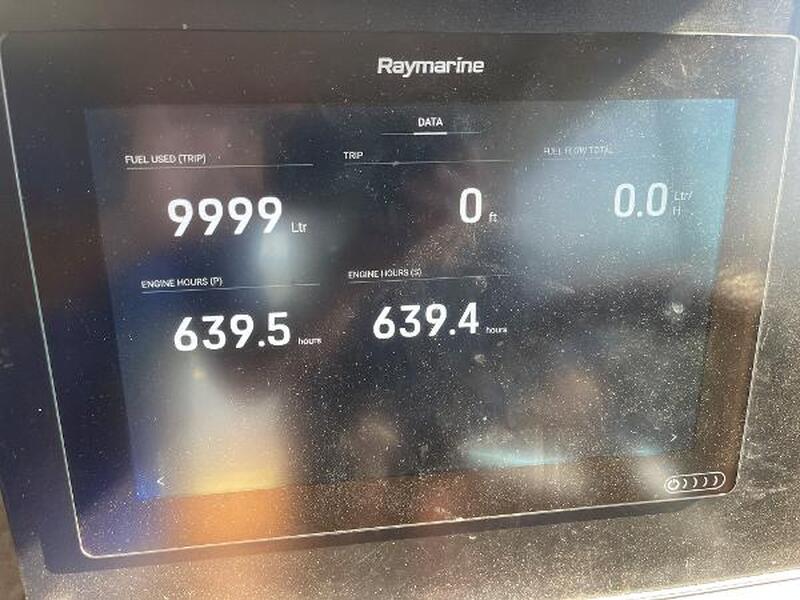 Raymarine
DATA
FUEL USED (TRIP)
9999 Ltr
TRIP
0 ft
FUEL FLOW TOTAL
0.0 Ltr/
H
ENGINE HOURS (P)
639.5 hours
ENGINE HOURS (S)
639.4 hours